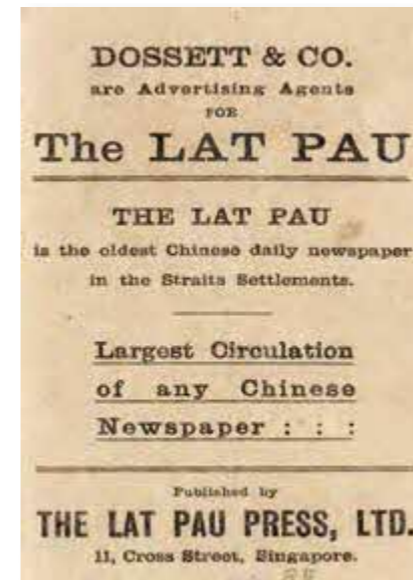 DOSSETT & CO.
are Advertising Agents
FOR
The LAT PAU
THE LAT PAU
is the oldest Chinese daily newspaper
in the Straits Settlements.
Largest Circulation
of any Chinese
Newspaper : : :
Published by
THE LAT PAU PRESS, LTD.
11, Cross Street, Singapore.